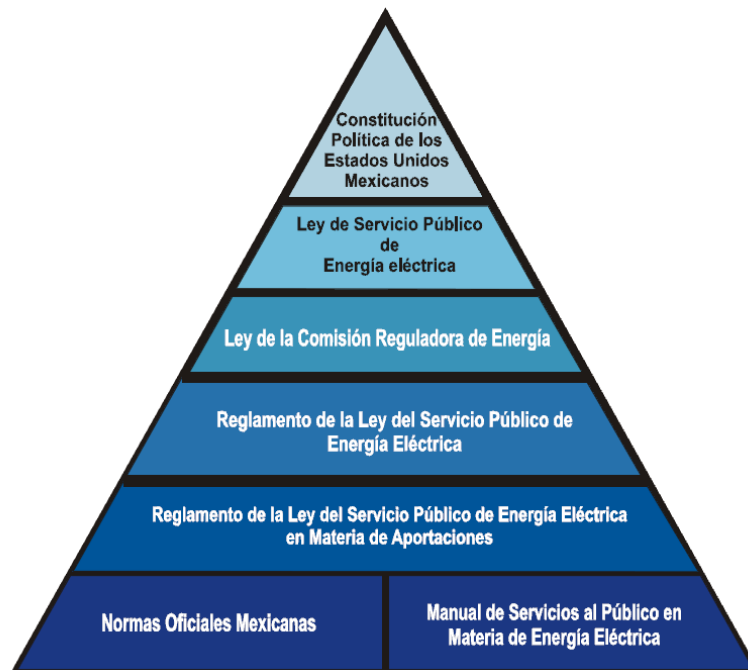 Constitución
Política de los
Estados Unidos
Mexicanos
Ley de Servicio Público
de
Energía eléctrica
Ley de la Comisión Reguladora de Energía
Reglamento de la Ley del Servicio Público de
Energía Eléctrica
Reglamento de la Ley del Servicio Público de Energía Eléctrica
en Materia de Aportaciones
Normas Oficiales Mexicanas
Manual de Servicios al Público en
Materia de Energía Eléctrica